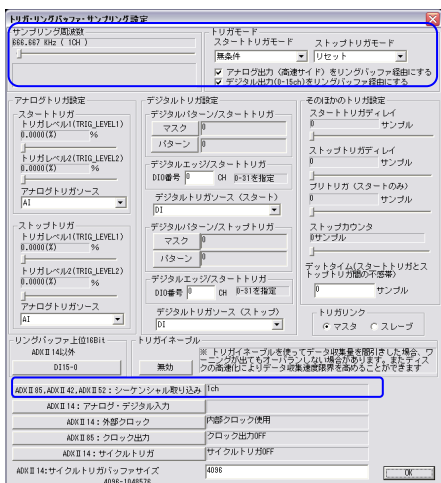 トリガ・リングバッファ・サンプリング設定
サンプリング周波数
666.667 KHz ( 1CH )
トリガモード
スタートトリガモード
ストップトリガモード
無条件
リセット
アナログ出力（高速サイド）をリングバッファ経由にする
デジタル出力(0-15ch)をリングバッファ経由にする
アナログトリガ設定
スタートトリガ
トリガレベル1(TRIG_LEVEL1)
0.0000(X) %
トリガレベル2(TRIG_LEVEL2)
0.0000(X) %
アナログトリガソース
AI
ストップトリガ
トリガレベル1(TRIG_LEVEL1)
0.0000(X) %
トリガレベル2(TRIG_LEVEL2)
0.0000(X) %
アナログトリガソース
AI
デジタルトリガ設定
デジタルパターン/スタートトリガ
マスク 0
パターン 0
デジタルエッジ/スタートトリガ
DIO番号 0 CH 0-31を指定
デジタルトリガソース (スタート)
DI
デジタルパターン/ストップトリガ
マスク 0
パターン 0
デジタルエッジ/スタートトリガ
DIO番号 0 CH 0-31を指定
デジタルトリガソース (ストップ)
DI
そのほかのトリガ設定
スタートトリガディレイ
0 サンプル
ストップトリガディレイ
0 サンプル
プリトリガ (スタートのみ)
0 サンプル
ストップカウンタ
0サンプル
デットタイム(スタートトリガとストップトリガ間の不感帯)
0 サンプル
トリガリンク
マスタ スレーブ
リングバッファ上位16Bit
ADXⅡ14以外
DI15-0
トリガイネーブル
無効
※ トリガイネーブルを使ってデータ収集量を間引きした場合、ワ
ーニングが出てもオーバランしない場合があります。またディス
クの高速化によりデータ収集速度限界を高めることができます
ADXⅡ85,ADXⅡ42,ADXⅡ52：シーケンシャル取り込み 1ch
ADXⅡ14：アナログ・デジタル入力
ADXⅡ14：外部クロック 内部クロック使用
ADXⅡ85：クロック出力 クロック出力OFF
ADXⅡ14：サイクルトリガ サイクルトリガOFF
ADXⅡ14:サイクルトリガバッファサイズ 4096
4096-1048576
OK